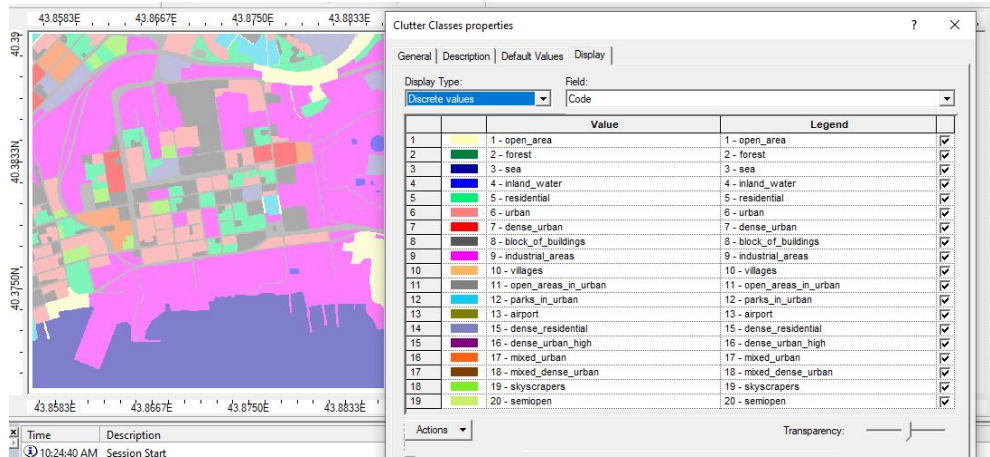 43.8583E 43.8667E 43.8750E 43.8833E
40.39
40.3833N
40.3750N
43.8583E 43.8667E 43.8750E 43.8833E
Time Description
10:24:40 AM Session Start
Clutter Classes properties ? ×
General Description Default Values Display
Display Type: Field:
Discrete values Code
Value Legend
1 1 - open_area 1 - open_area
2 2 - forest 2 - forest
3 3 - sea 3 - sea
4 4 - inland_water 4 - inland_water
5 5 - residential 5 - residential
6 6 - urban 6 - urban
7 7 - dense_urban 7 - dense_urban
8 8 - block_of_buildings 8 - block_of_buildings
9 9 - industrial_areas 9 - industrial_areas
10 10 - villages 10 - villages
11 11 - open_areas_in_urban 11 - open_areas_in_urban
12 12 - parks_in_urban 12 - parks_in_urban
13 13 - airport 13 - airport
14 15 - dense_residential 15 - dense_residential
15 16 - dense_urban_high 16 - dense_urban_high
16 17 - mixed_urban 17 - mixed_urban
17 18 - mixed_dense_urban 18 - mixed_dense_urban
18 19 - skyscrapers 19 - skyscrapers
19 20 - semiopen 20 - semiopen
Actions Transparency: